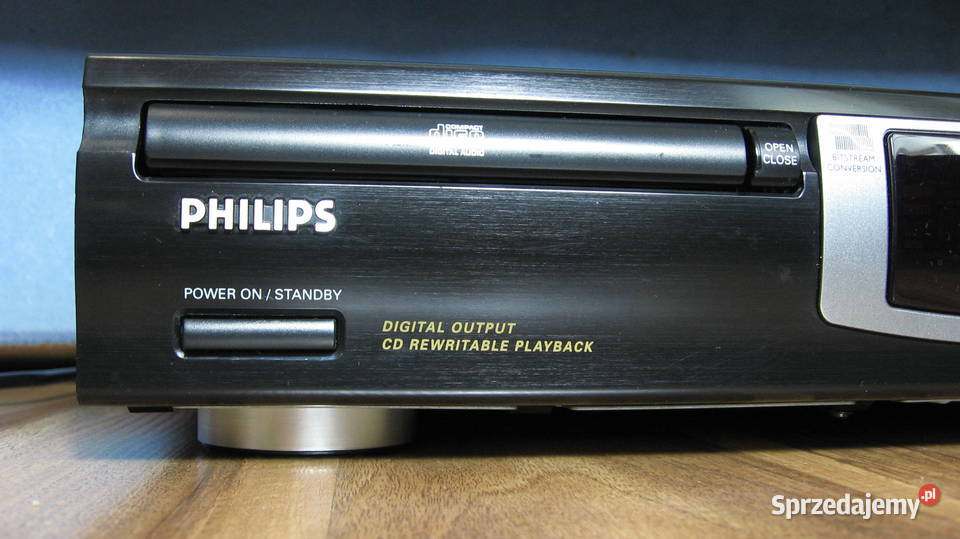 COMPACT
disc
DIGITAL AUDIO
OPEN
CLOSE
BITSTREAM
CONVERSION
PHILIPS
POWER ON / STANDBY
DIGITAL OUTPUT
CD REWRITABLE PLAYBACK
Sprzedajemy.pl